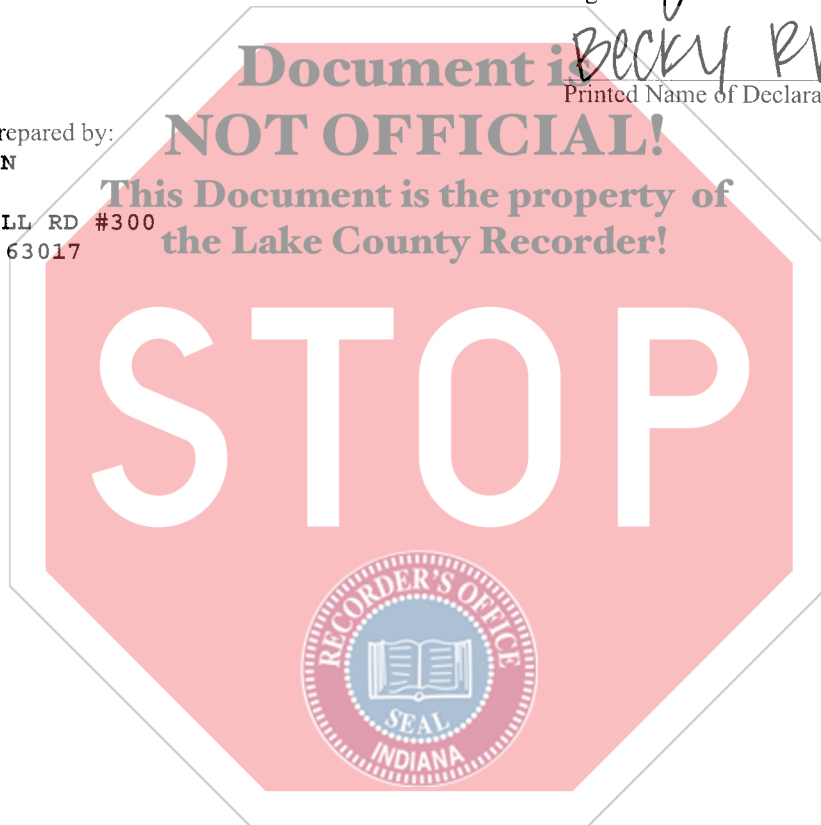 Document is
BECKY
Printed Name of
NOT OFFICIAL!
repared by:
N
This Document is the property of
LL RD #300
the Lake County Recorder!
63017
STOP
RECORDER'S OFFICE
SEAL
INDIANA